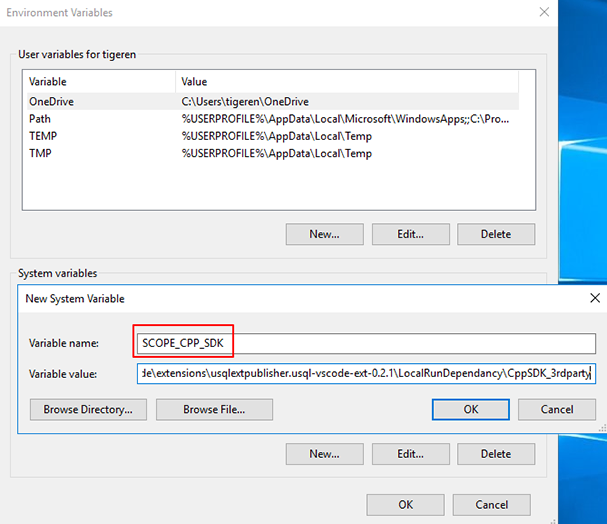 Environment Variables
User variables for tigeren
Variable Value
OneDrive C:\Users\tigeren\OneDrive
Path %USERPROFILE%\AppData\Local\Microsoft\WindowsApps;;C:\Pro...
TEMP %USERPROFILE%\AppData\Local\Temp
TMP %USERPROFILE%\AppData\Local\Temp
New... Edit... Delete
System variables
New System Variable
Variable name: SCOPE_CPP_SDK
Variable value: de\extensions\usqlextpublisher.usql-vscode-ext-0.2.1\LocalRunDependancy\CppSDK_3rdparty
Browse Directory... Browse File... OK Cancel
New... Edit... Delete
OK Cancel